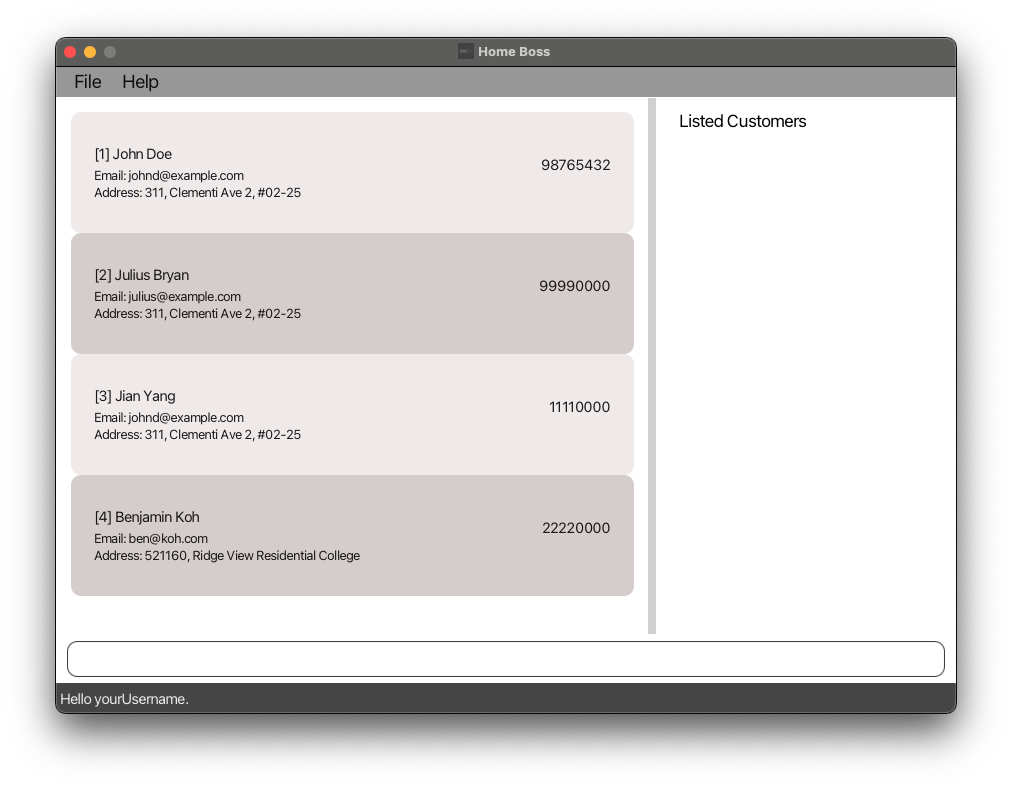 Home Boss
File Help
[1] John Doe
98765432
Email: johnd@example.com
Address: 311, Clementi Ave 2, #02-25
[2] Julius Bryan
99990000
Email: julius@example.com
Address: 311, Clementi Ave 2, #02-25
[3] Jian Yang
11110000
Email: johnd@example.com
Address: 311, Clementi Ave 2, #02-25
[4] Benjamin Koh
22220000
Email: ben@koh.com
Address: 521160, Ridge View Residential College
Listed Customers
Hello yourUsername.